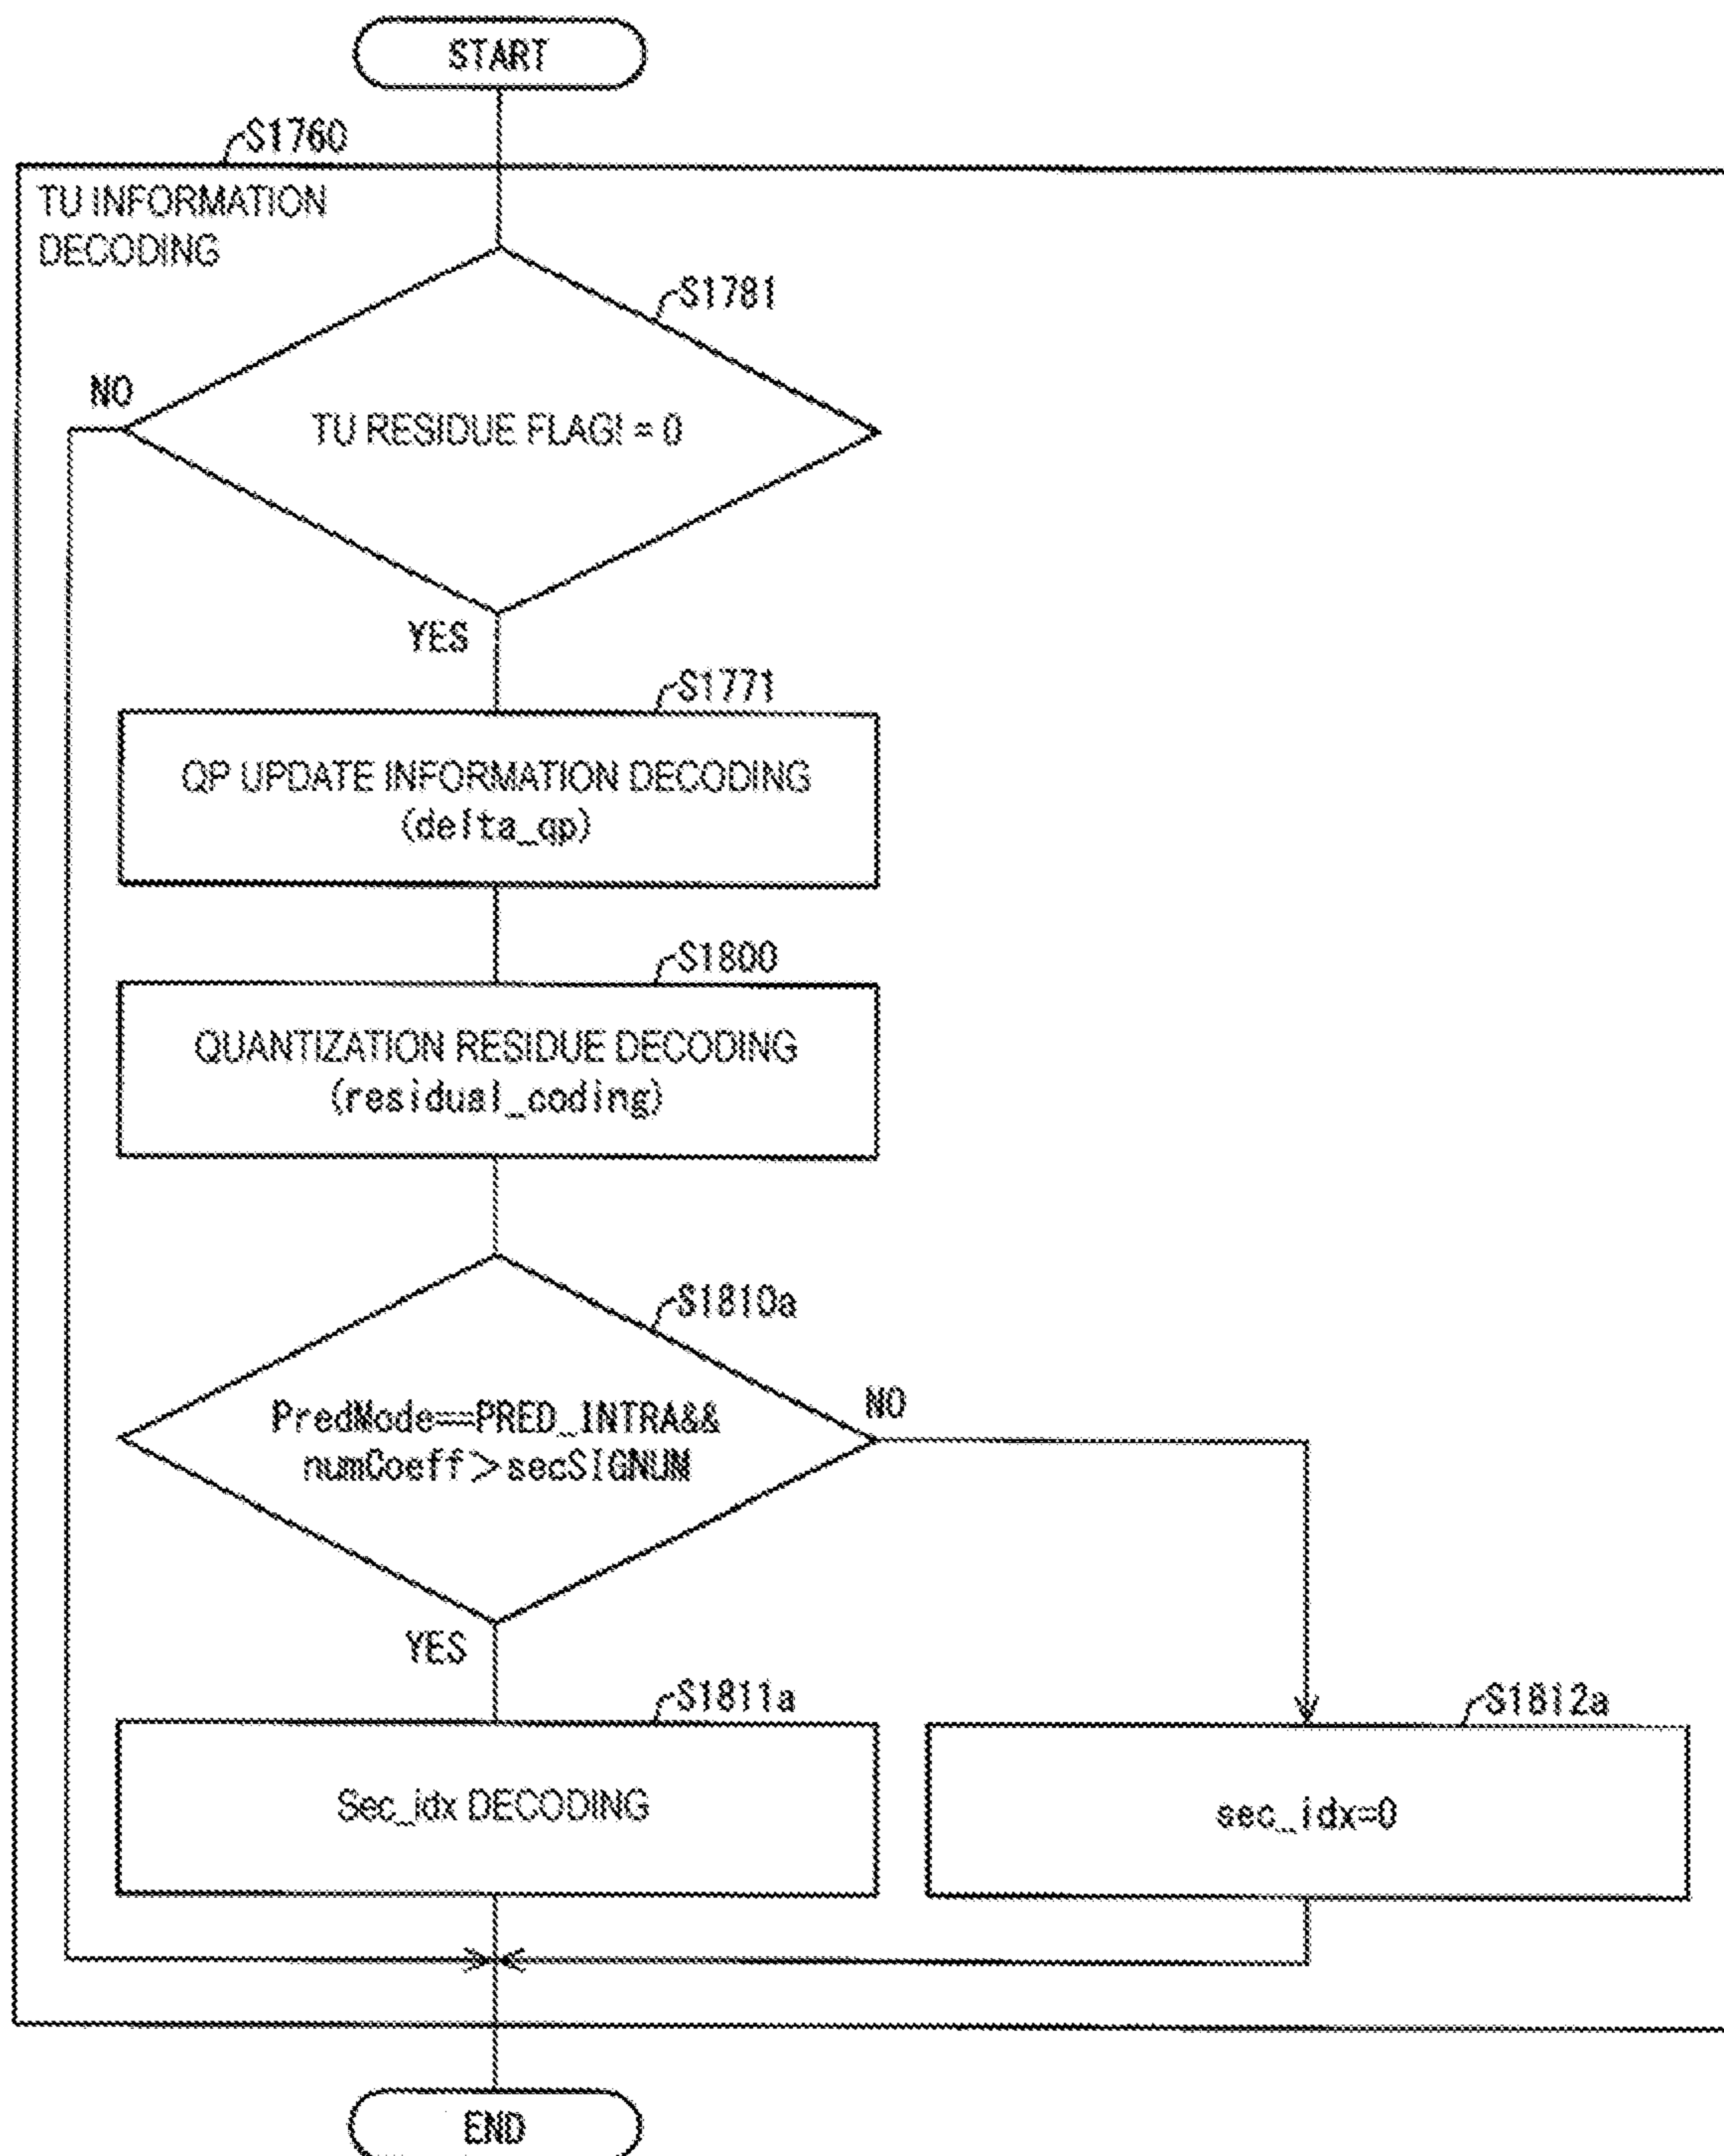 START
S1760
TU INFORMATION
DECODING
S1781
NO
TU RESIDUE FLAG! = 0
YES
S1771
QP UPDATE INFORMATION DECODING
(delta_qp)
S1800
QUANTIZATION RESIDUE DECODING
(residual_coding)
S1810a
PredMode==PRED_INTRA&&
numCoeff>secSIGNUM
NO
YES
S1811a
S1812a
Sec_idx DECODING
sec_idx=0
END